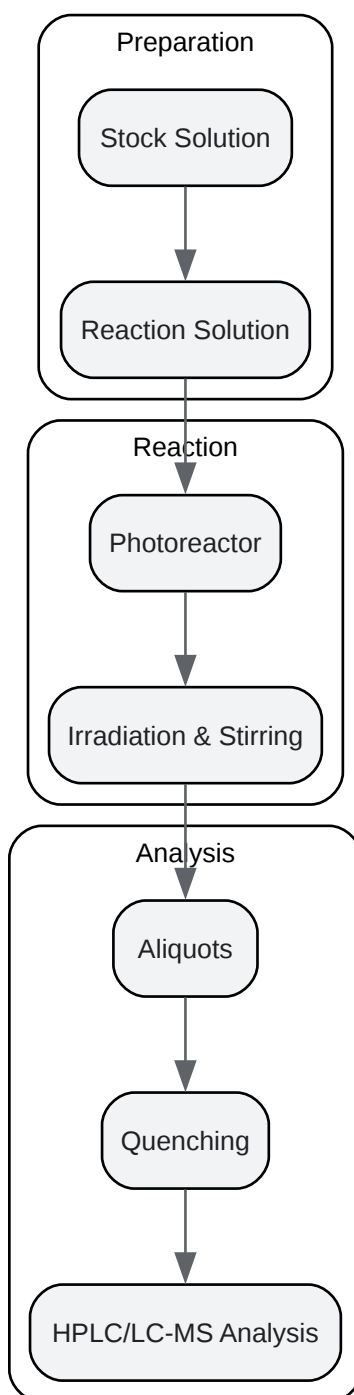 Preparation
Stock Solution
Reaction Solution
Reaction
Photoreactor
Irradiation & Stirring
Analysis
Aliquots
Quenching
HPLC/LC-MS Analysis